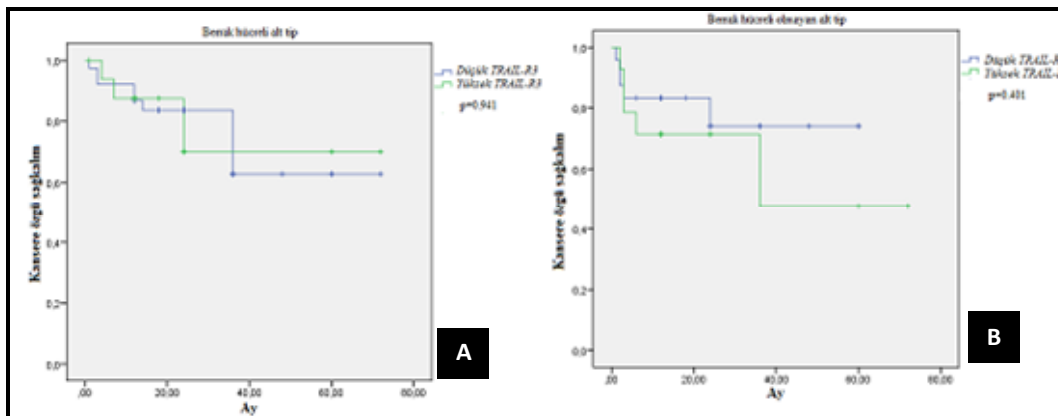 Berrak hücreli alt tip
Düşük TRAIL-R3
Yüksek TRAIL-R3
p=0,941
Kansere özgü sağkalım
1,0
0,8
0,6
0,4
0,2
0,0
,00
20,00
40,00
60,00
80,00
Ay
A
Berrak hücreli olmayan alt tip
Düşük TRAIL-R
Yüksek TRAIL-
p=0,401
Kansere özgü sağkalım
1,0
0,8
0,6
0,4
0,2
0,0
,00
20,00
40,00
60,00
80,00
Ay
B